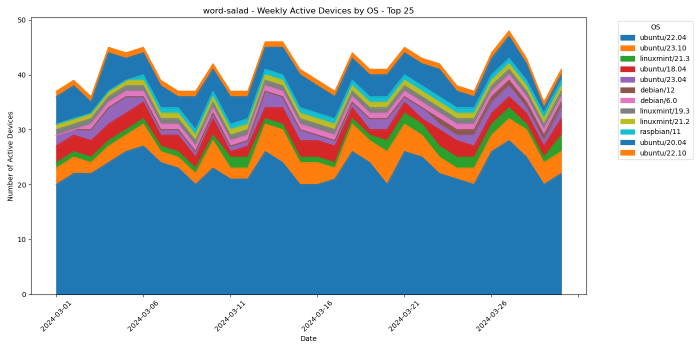 word-salad - Weekly Active Devices by OS - Top 25
Number of Active Devices
50
40
30
20
10
0
2024-03-01
2024-03-06
2024-03-11
2024-03-16
2024-03-21
2024-03-26
Date
OS
ubuntu/22.04
ubuntu/23.10
linuxmint/21.3
ubuntu/18.04
ubuntu/23.04
debian/12
debian/6.0
linuxmint/19.3
linuxmint/21.2
raspbian/11
ubuntu/20.04
ubuntu/22.10